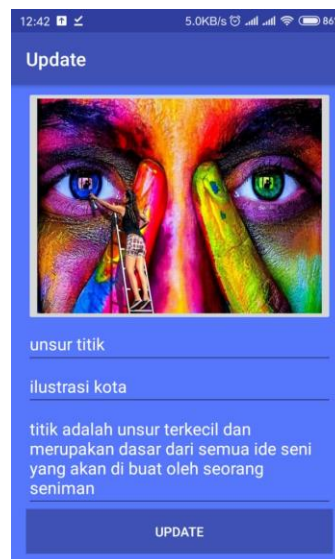 12:42 5.0KB/s 86%
Update
unsur titik
ilustrasi kota
titik adalah unsur terkecil dan
merupakan dasar dari semua ide seni
yang akan di buat oleh seorang
seniman
UPDATE